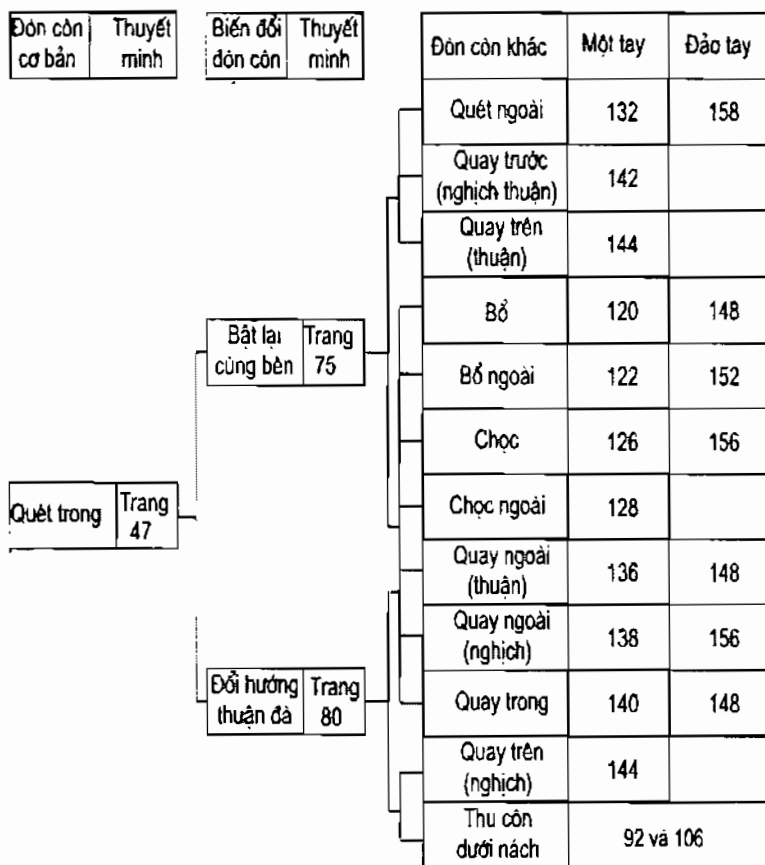 Đòn côn
cơ bản
Thuyết
minh
Biến đổi
đòn côn
Thuyết
minh
Đòn côn khác
Một tay
Đảo tay
Quét ngoài
132
158
Quay trước
(nghịch thuận)
142
Quay trên
(thuận)
144
Bổ
120
148
Bật lại
cùng bên
Trang
75
Bổ ngoài
122
152
Chọc
126
156
Quét trong
Trang
47
Chọc ngoài
128
Quay ngoài
(thuận)
136
148
Quay ngoài
(nghịch)
138
156
Đổi hướng
thuận đà
Trang
80
Quay trong
140
148
Quay trên
(nghịch)
144
Thu côn
dưới nách
92 và 106